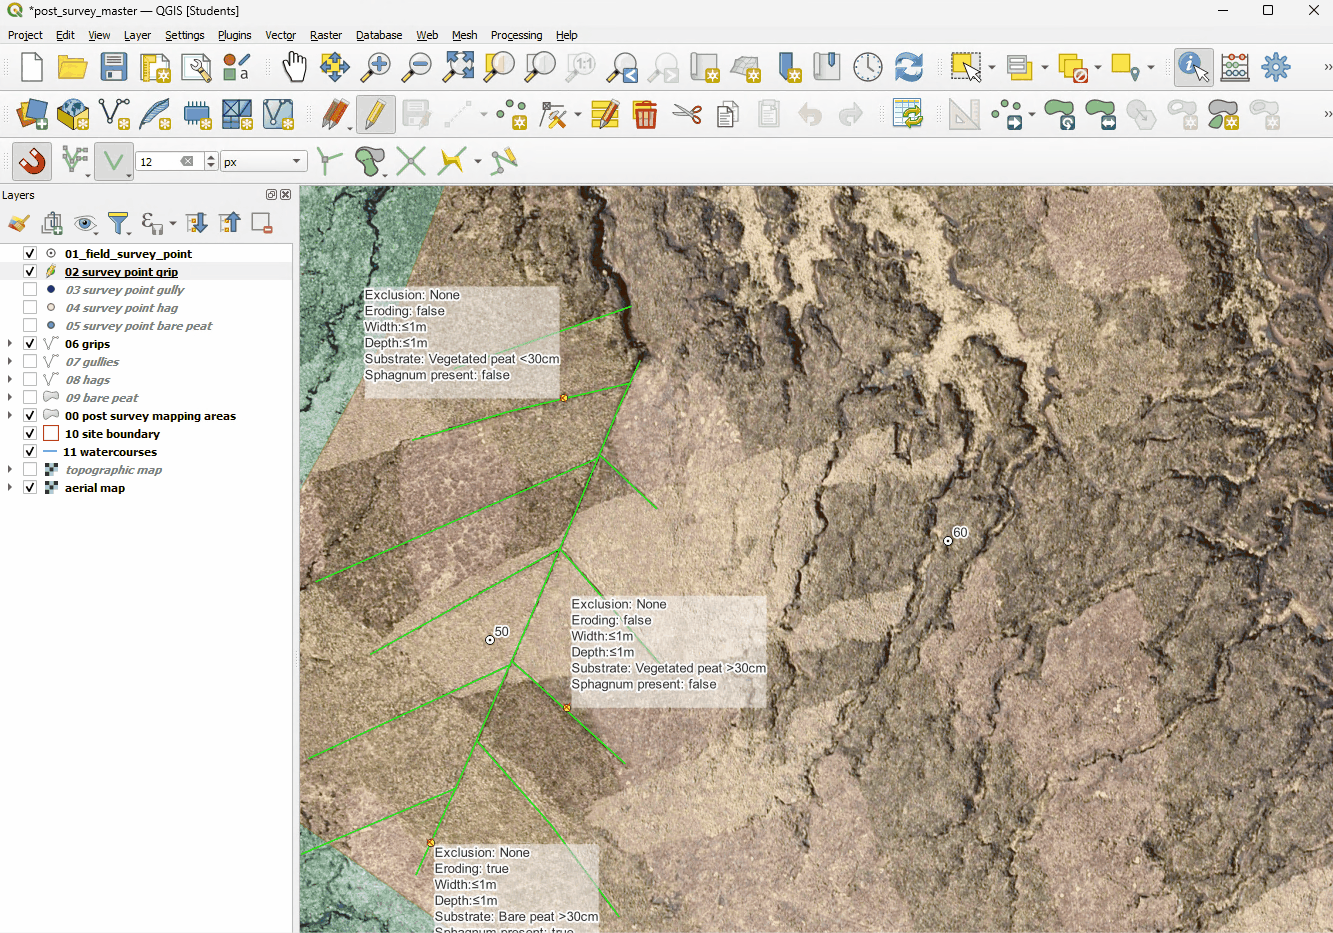 *post_survey_master — QGIS [Students]
Project Edit View Layer Settings Plugins Vector Raster Database Web Mesh Processing Help
1:1
a
12 px
Layers
01_field_survey_point
02 survey point grip
03 survey point gully
04 survey point hag
05 survey point bare peat
06 grips
07 gullies
08 hags
09 bare peat
00 post survey mapping areas
10 site boundary
11 watercourses
topographic map
aerial map
Exclusion: None
Eroding: false
Width:≤1m
Depth:≤1m
Substrate: Vegetated peat <30cm
Sphagnum present: false
60
50
Exclusion: None
Eroding: false
Width:≤1m
Depth:≤1m
Substrate: Vegetated peat >30cm
Sphagnum present: false
Exclusion: None
Eroding: true
Width:≤1m
Depth:≤1m
Substrate: Bare peat >30cm
Sphagnum present: true